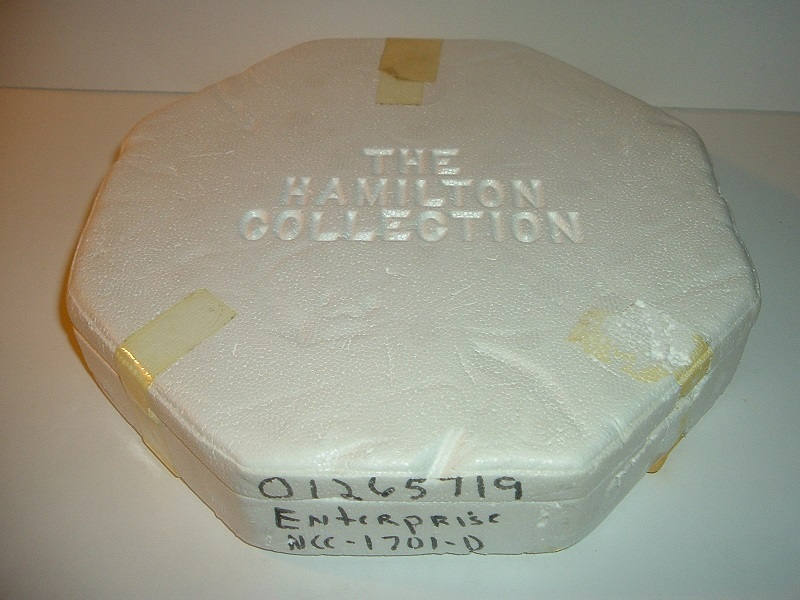 THE
HAMILTON
COLLECTION
01265719
ENterprise
NCC-1701-D